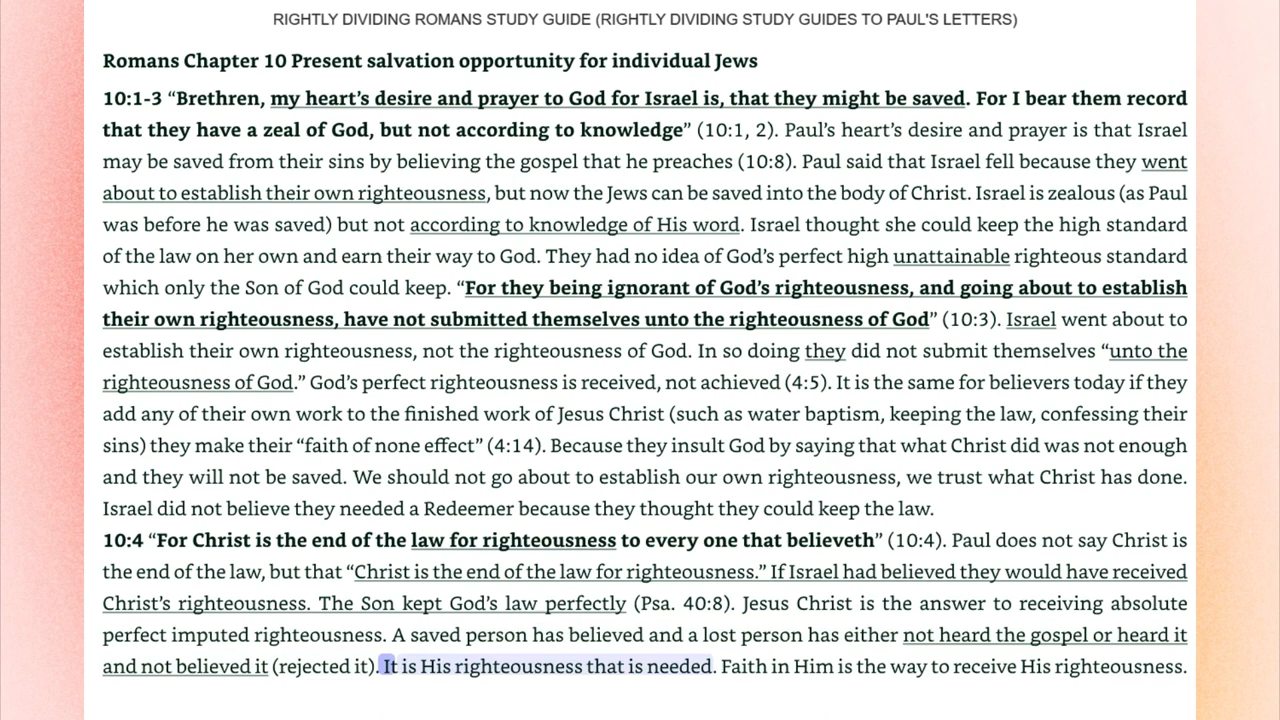 RIGHTLY DIVIDING ROMANS STUDY GUIDE (RIGHTLY DIVIDING STUDY GUIDES TO PAUL'S LETTERS)
Romans Chapter 10 Present salvation opportunity for individual Jews
10:1-3 “Brethren, my heart’s desire and prayer to God for Israel is, that they might be saved. For I bear them record
that they have a zeal of God, but not according to knowledge” (10:1, 2). Paul’s heart’s desire and prayer is that Israel
may be saved from their sins by believing the gospel that he preaches (10:8). Paul said that Israel fell because they went
about to establish their own righteousness, but now the Jews can be saved into the body of Christ. Israel is zealous (as Paul
was before he was saved) but not according to knowledge of His word. Israel thought she could keep the high standard
of the law on her own and earn their way to God. They had no idea of God’s perfect high unattainable righteous standard
which only the Son of God could keep. “For they being ignorant of God’s righteousness, and going about to establish
their own righteousness, have not submitted themselves unto the righteousness of God” (10:3). Israel went about to
establish their own righteousness, not the righteousness of God. In so doing they did not submit themselves “unto the
righteousness of God.” God’s perfect righteousness is received, not achieved (4:5). It is the same for believers today if they
add any of their own work to the finished work of Jesus Christ (such as water baptism, keeping the law, confessing their
sins) they make their “faith of none effect” (4:14). Because they insult God by saying that what Christ did was not enough
and they will not be saved. We should not go about to establish our own righteousness, we trust what Christ has done.
Israel did not believe they needed a Redeemer because they thought they could keep the law.
10:4 “For Christ is the end of the law for righteousness to every one that believeth” (10:4). Paul does not say Christ is
the end of the law, but that “Christ is the end of the law for righteousness.” If Israel had believed they would have received
Christ’s righteousness. The Son kept God’s law perfectly (Psa. 40:8). Jesus Christ is the answer to receiving absolute
perfect imputed righteousness. A saved person has believed and a lost person has either not heard the gospel or heard it
and not believed it (rejected it). It is His righteousness that is needed. Faith in Him is the way to receive His righteousness.